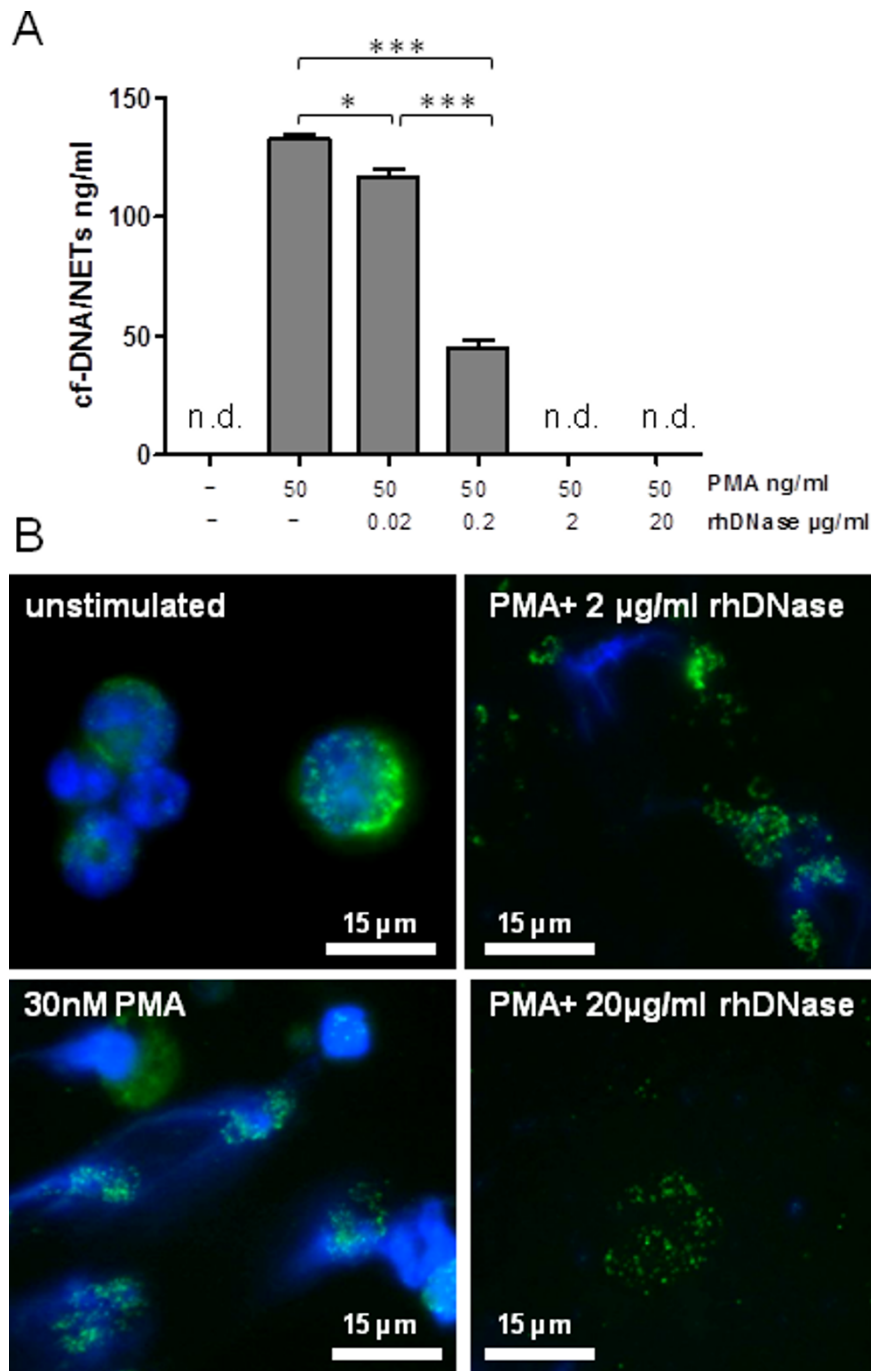 A
***
* ***
150
100
50
0
cf-DNA/NETs ng/ml
n.d. n.d. n.d.
- 50 50 50 50 50 PMA ng/ml
- - 0.02 0.2 2 20 rhDNase µg/ml
B
unstimulated
15 µm
PMA+ 2 µg/ml rhDNase
15 µm
30nM PMA
15 µm
PMA+ 20µg/ml rhDNase
15 µm